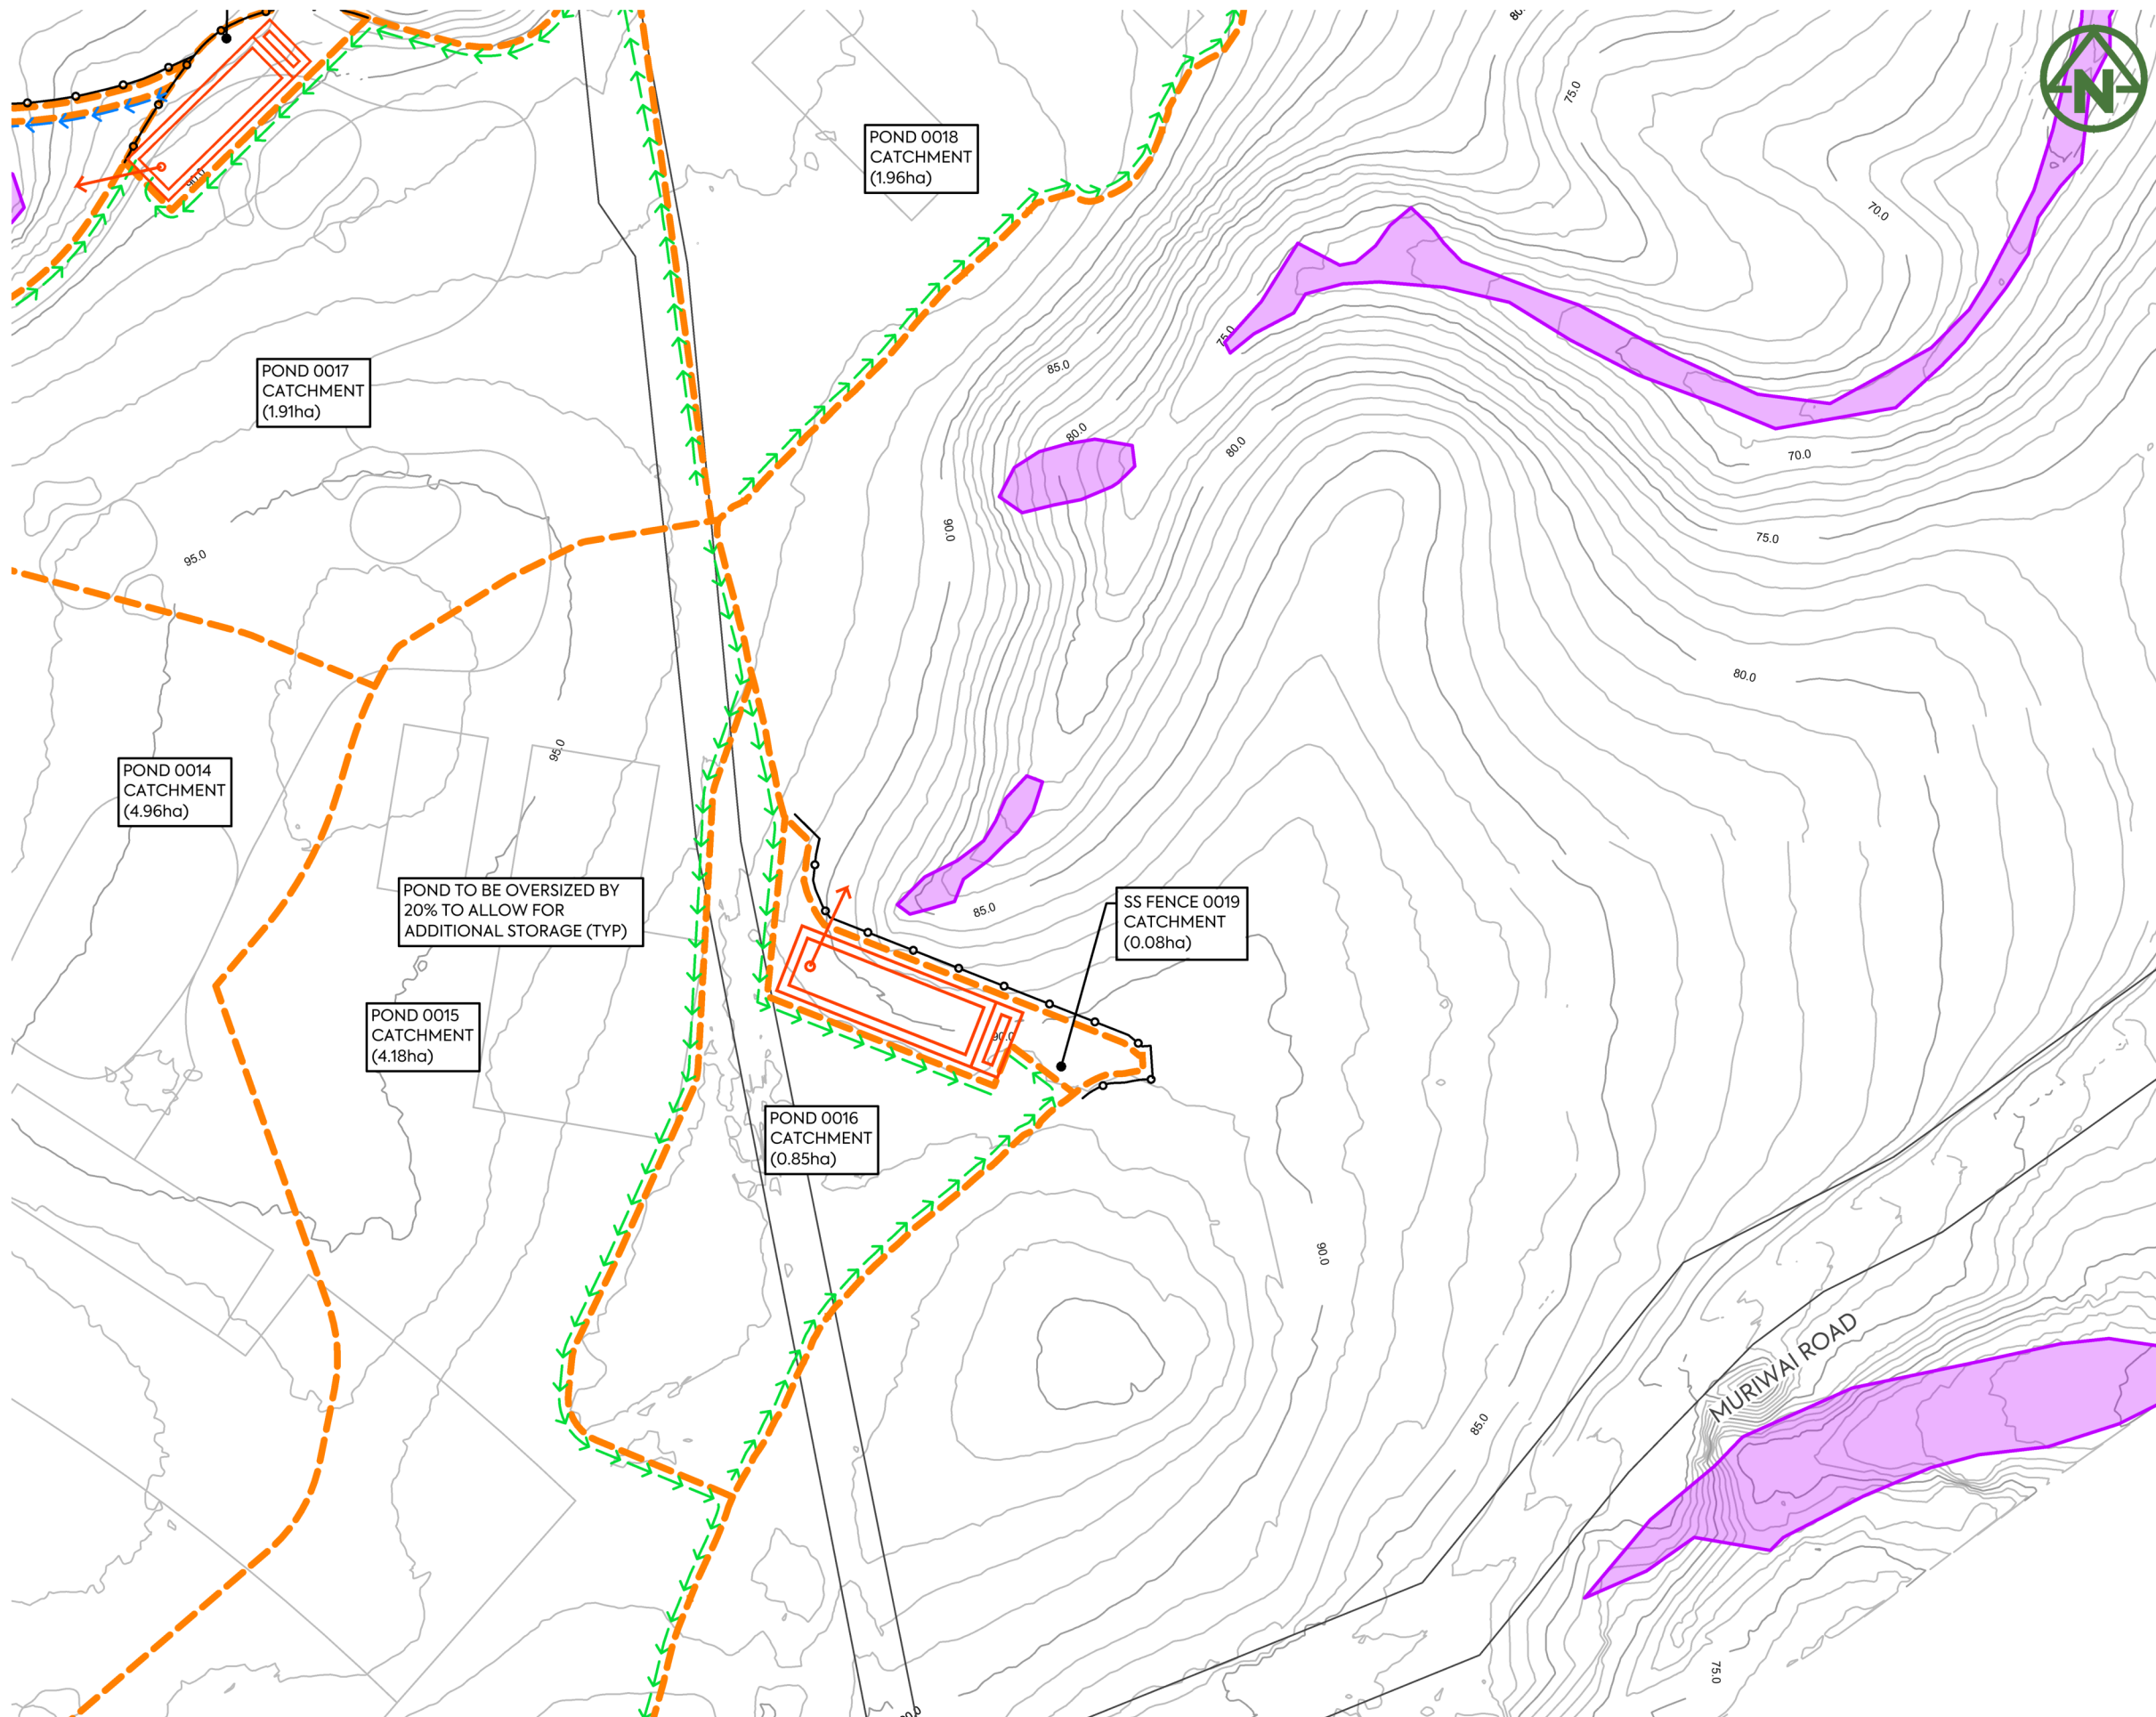 80.0
N
75.0
POND 0018
CATCHMENT
(1.96ha)
90.0
70.0
75.0
85.0
POND 0017
CATCHMENT
(1.91ha)
80.0
80.0
70.0
90.0
75.0
95.0
80.0
95.0
POND 0014
CATCHMENT
(4.96ha)
POND TO BE OVERSIZED BY
20% TO ALLOW FOR
ADDITIONAL STORAGE (TYP)
85.0
SS FENCE 0019
CATCHMENT
(0.08ha)
POND 0015
CATCHMENT
(4.18ha)
90.0
POND 0016
CATCHMENT
(0.85ha)
90.0
MURIWAI ROAD
85.0
75.0